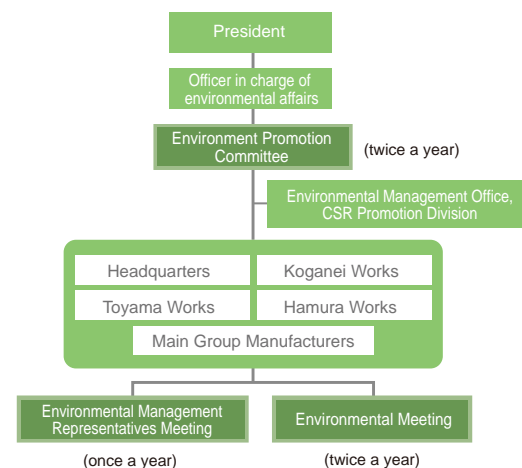 President
Officer in charge of
environmental affairs
Environment Promotion
Committee
(twice a year)
Environmental Management Office,
CSR Promotion Division
Headquarters
Koganei Works
Toyama Works
Hamura Works
Main Group Manufacturers
Environmental Management
Representatives Meeting
Environmental Meeting
(once a year)
(twice a year)